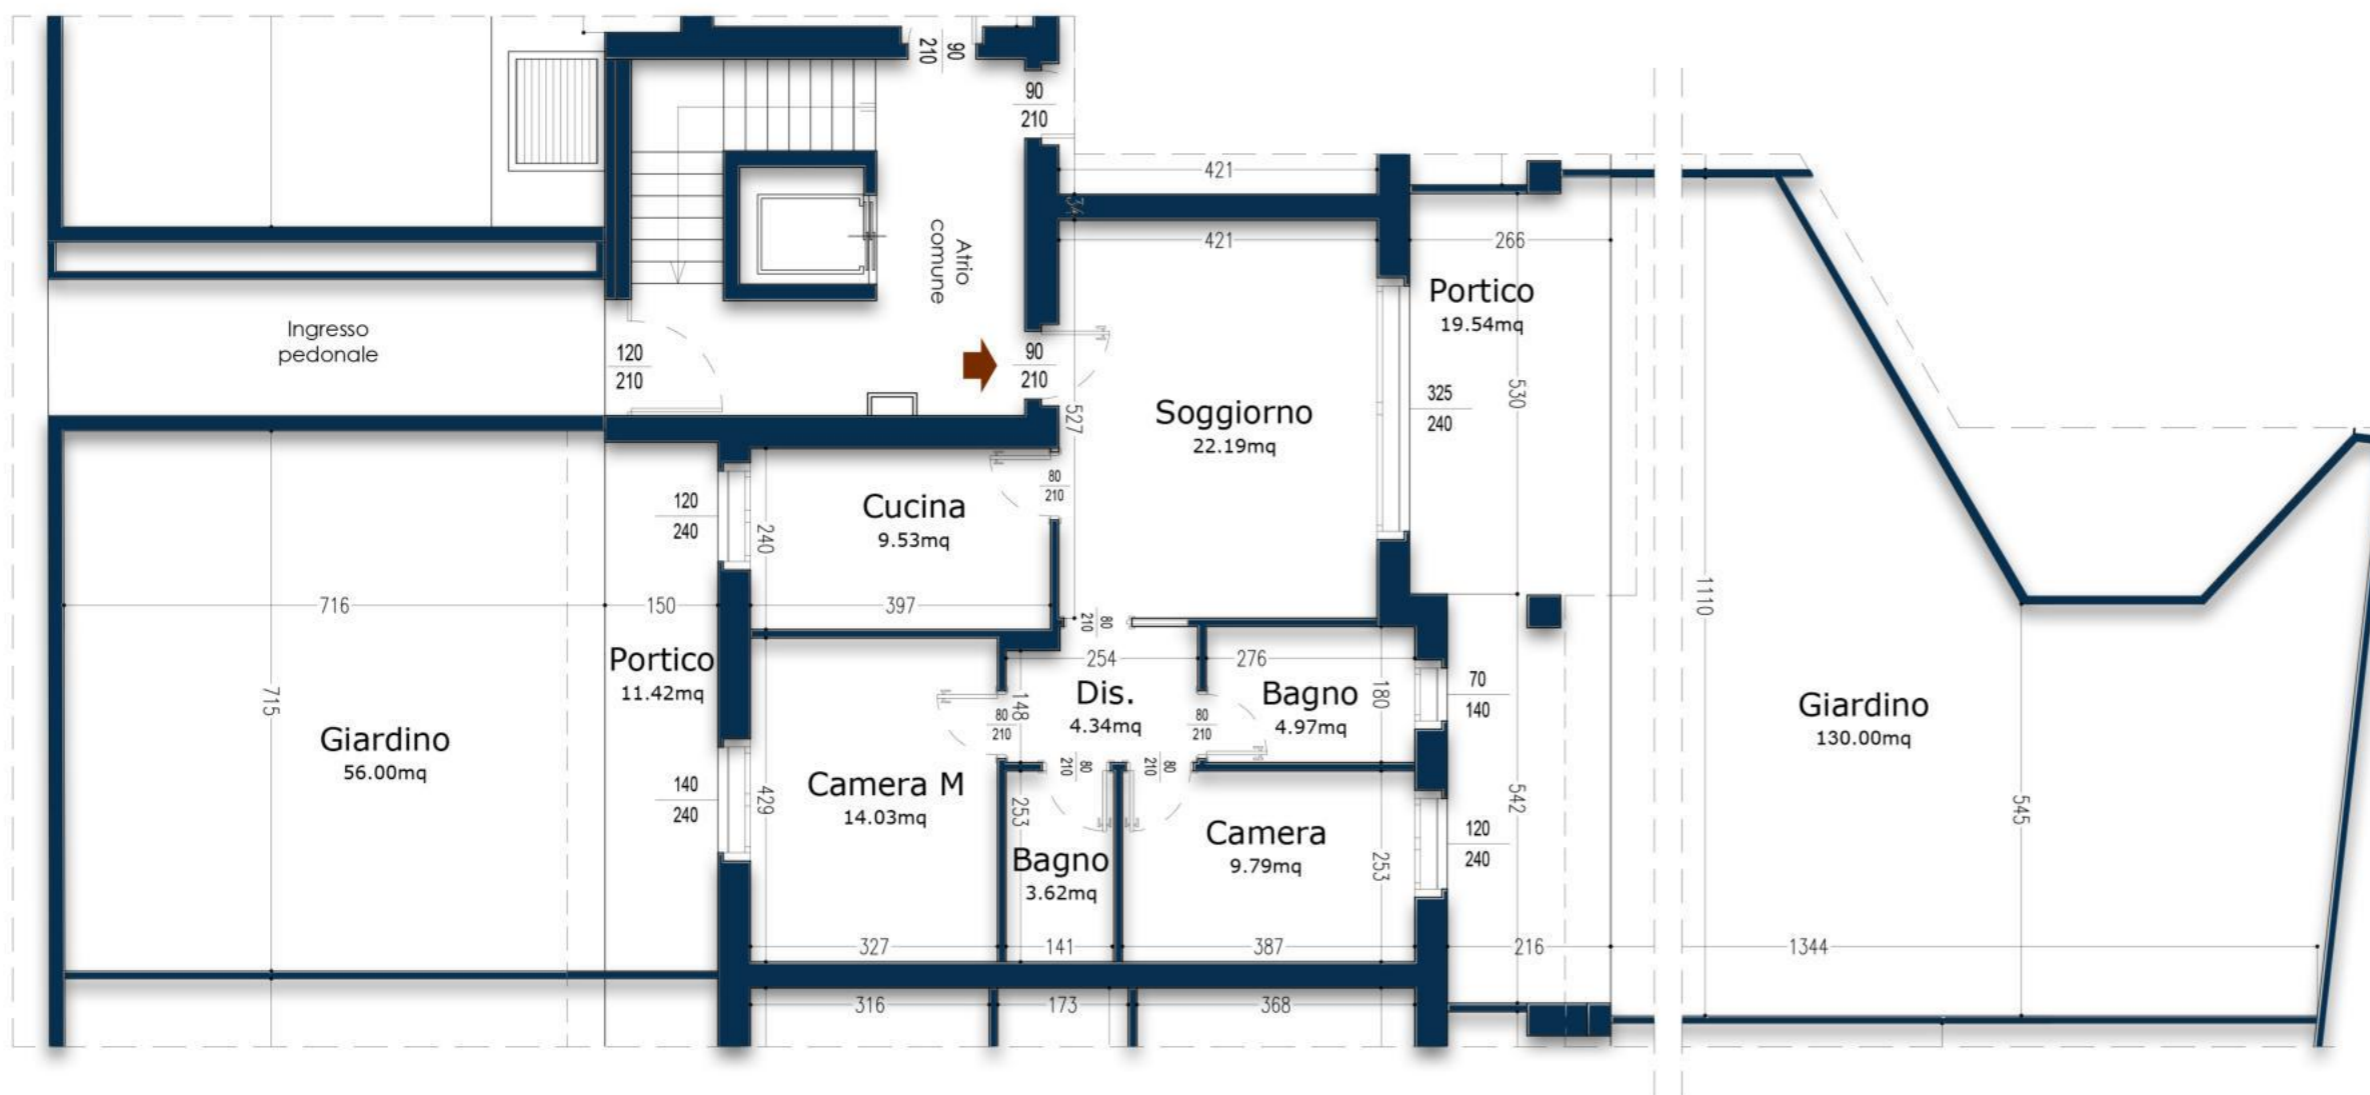 90
210
90
210
421
34
Atrio
comune
421
266
Portico
19.54mq
Ingresso
pedonale
120
210
90
210
527
530
325
240
Soggiorno
22.19mq
80
210
120
240
Cucina
9.53mq
240
397
716
150
1110
80
210
Portico
11.42mq
254
276
715
148
Dis.
4.34mq
Bagno
4.97mq
180
70
140
80
210
80
210
Giardino
56.00mq
Giardino
130.00mq
80
210
80
210
140
240
429
Camera M
14.03mq
253
Bagno
3.62mq
Camera
9.79mq
253
120
240
542
545
327
141
387
216
1344
316
173
368